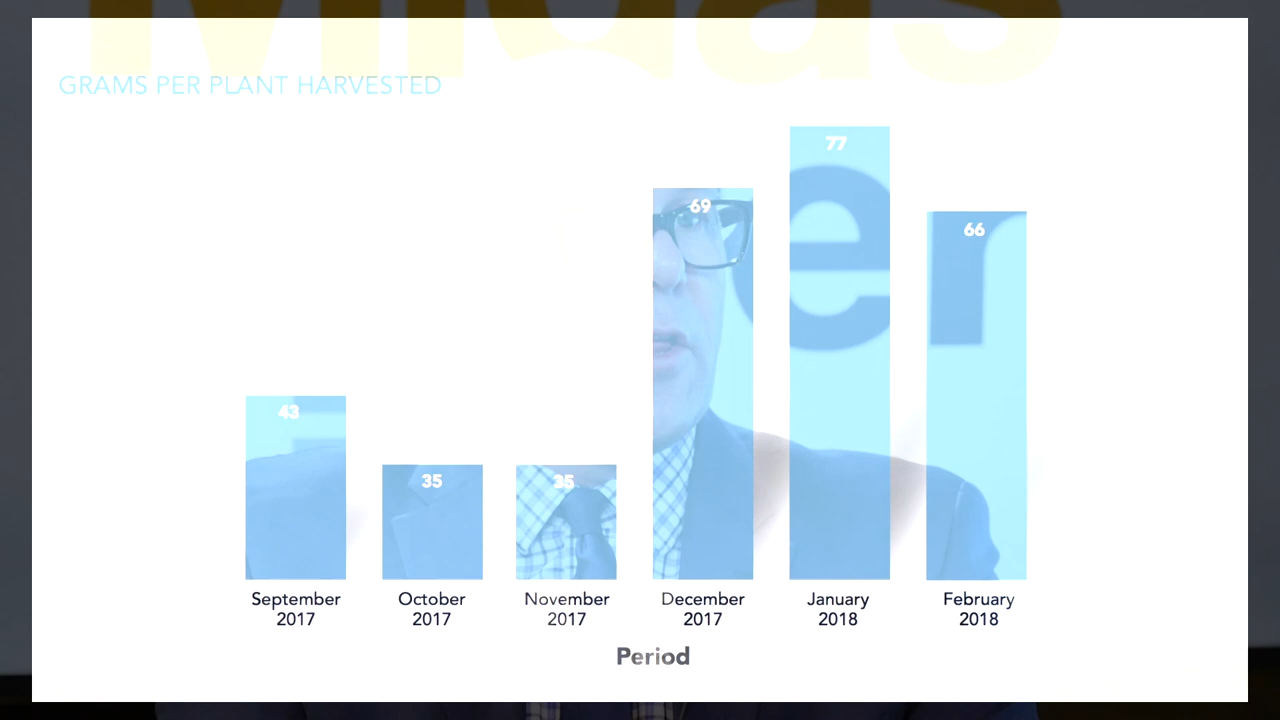 GRAMS PER PLANT HARVESTED
77
69
66
43
35
35
September
2017
October
2017
November
2017
December
2017
January
2018
February
2018
Period